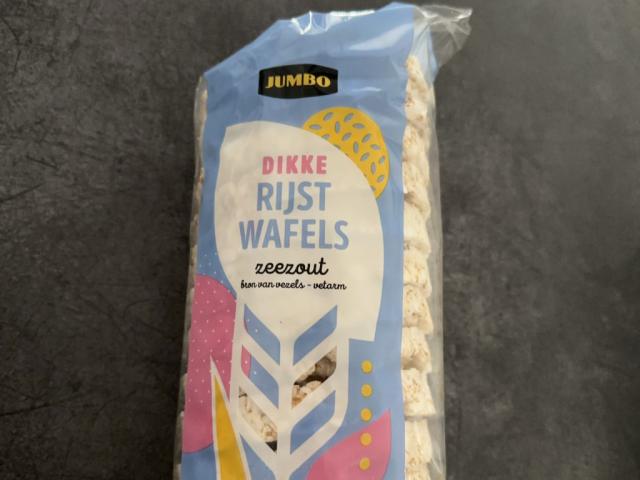 JUMBO
DIKKE
RIJST
WAFELS
zeezout
bron van vezels - vetarm